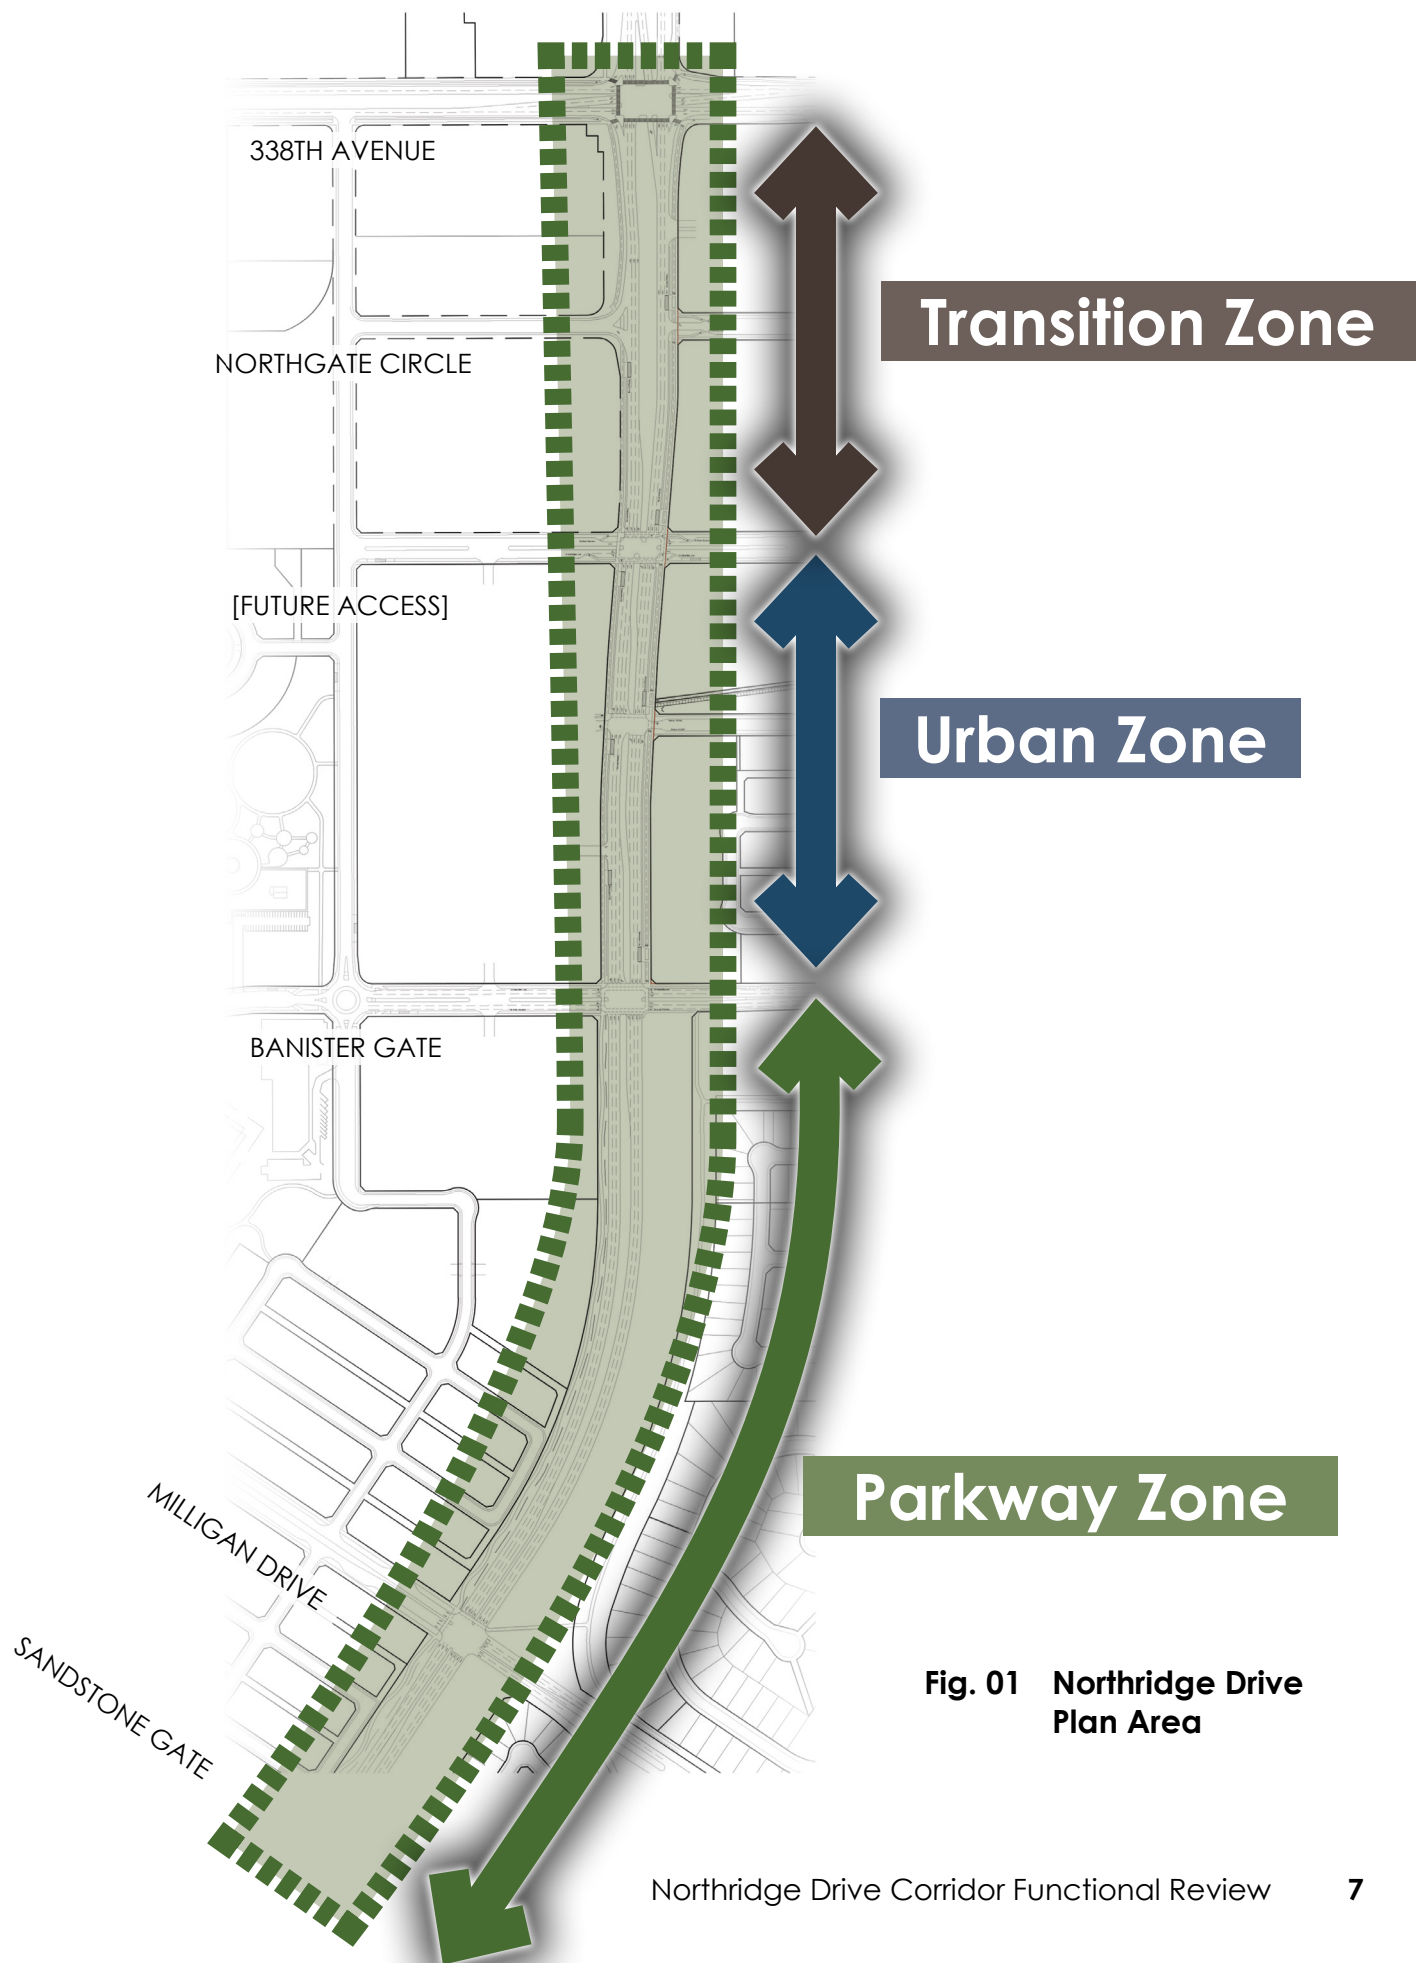 338TH AVENUE
Transition Zone
NORTHGATE CIRCLE
[FUTURE ACCESS]
Urban Zone
BANISTER GATE
Parkway Zone
MILLIGAN DRIVE
SANDSTONE GATE
Fig. 01 Northridge Drive
Plan Area
Northridge Drive Corridor Functional Review 7